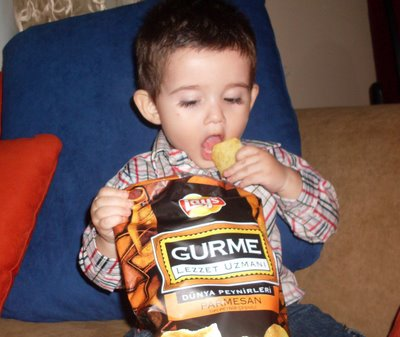 Lay's
GURME
LEZZET UZMANI
DÜNYA PEYNİRLERİ
PARMESAN